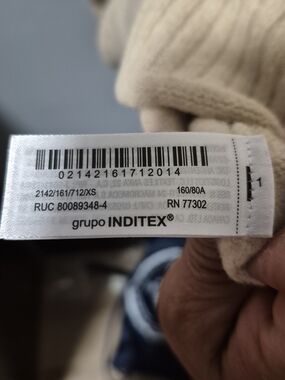 02142161712014
2142/161/712/XS 160/80A
RUC 80089348-4 RN 77302
grupo INDITEX®
1